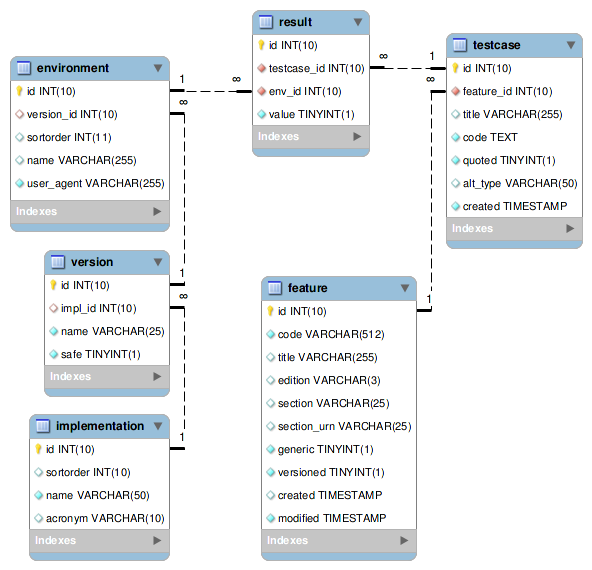 environment
id INT(10)
version_id INT(10)
sortorder INT(11)
name VARCHAR(255)
user_agent VARCHAR(255)
Indexes
1
∞
∞
result
id INT(10)
testcase_id INT(10)
env_id INT(10)
value TINYINT(1)
Indexes
∞
1
∞
testcase
id INT(10)
feature_id INT(10)
title VARCHAR(255)
code TEXT
quoted TINYINT(1)
alt_type VARCHAR(50)
created TIMESTAMP
Indexes
version
id INT(10)
impl_id INT(10)
name VARCHAR(25)
safe TINYINT(1)
Indexes
1
∞
implementation
id INT(10)
sortorder INT(10)
name VARCHAR(50)
acronym VARCHAR(10)
Indexes
1
feature
id INT(10)
code VARCHAR(512)
title VARCHAR(255)
edition VARCHAR(3)
section VARCHAR(25)
section_urn VARCHAR(25)
generic TINYINT(1)
versioned TINYINT(1)
created TIMESTAMP
modified TIMESTAMP
Indexes
1